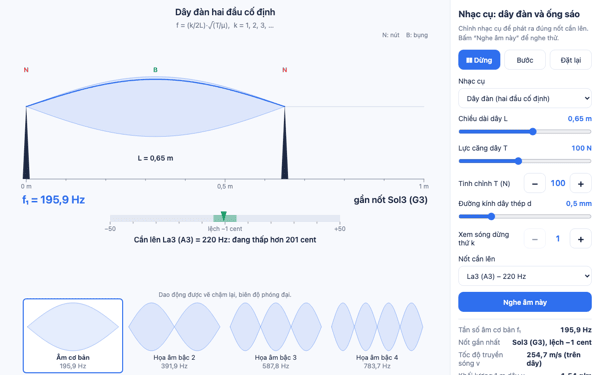 Dây đàn hai đầu cố định
f = (k/2L)·√(T/μ), k = 1, 2, 3, ...
N: nút B: bụng
N
B
N
L = 0,65 m
0 m
0,5 m
1 m
f₁ = 195,9 Hz
gần nốt Sol3 (G3)
−50
lệch −1 cent
+50
Cần lên La3 (A3) = 220 Hz: đang thấp hơn 201 cent
Dao động được vẽ chậm lại, biên độ phóng đại.
Âm cơ bản
195,9 Hz
Họa âm bậc 2
391,9 Hz
Họa âm bậc 3
587,8 Hz
Họa âm bậc 4
783,7 Hz
Nhạc cụ: dây đàn và ống sáo
Chỉnh nhạc cụ để phát ra đúng nốt cần lên.
Bấm “Nghe âm này” để nghe thử.
Dừng
Bước
Đặt lại
Nhạc cụ
Dây đàn (hai đầu cố định)
Chiều dài dây L
0,65 m
Lực căng dây T
100 N
Tinh chỉnh T (N)
−
100
+
Đường kính dây thép d
0,5 mm
Xem sóng dừng
thứ k
−
1
+
Nốt cần lên
La3 (A3) – 220 Hz
Nghe âm này
Tần số âm cơ bản f₁
195,9 Hz
Nốt gần nhất
Sol3 (G3), lệch −1 cent
Tốc độ truyền
sóng v
254,7 m/s (trên
dây)